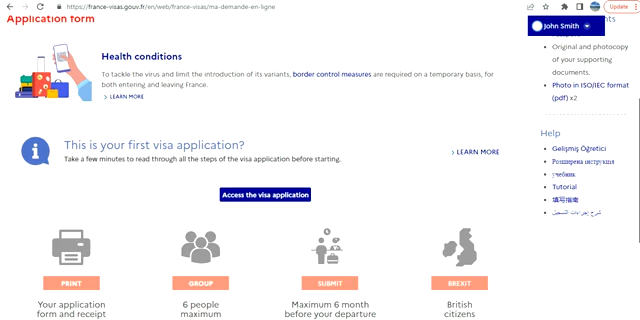 https://france-visas.gouv.fr/en/web/france-visas/ma-demande-en-ligne
Update
Application form
John Smith
Health conditions
To tackle the virus and limit the introduction of its variants, border control measures are required on a temporary basis, for
both entering and leaving France.
> LEARN MORE
This is your first visa application?
Take a few minutes to read through all the steps of the visa application before starting.
> LEARN MORE
Access the visa application
PRINT
GROUP
SUBMIT
BREXIT
Your application
form and receipt
6 people
maximum
Maximum 6 month
before your departure
British
citizens
Original and photocopy
of your supporting
documents.
Photo in ISO/IEC format
(pdf) x2
Help
Gelişmiş Öğretici
Розширена інструкція
учебник
Tutorial
填写指南
شرح إجراءات التسجيل